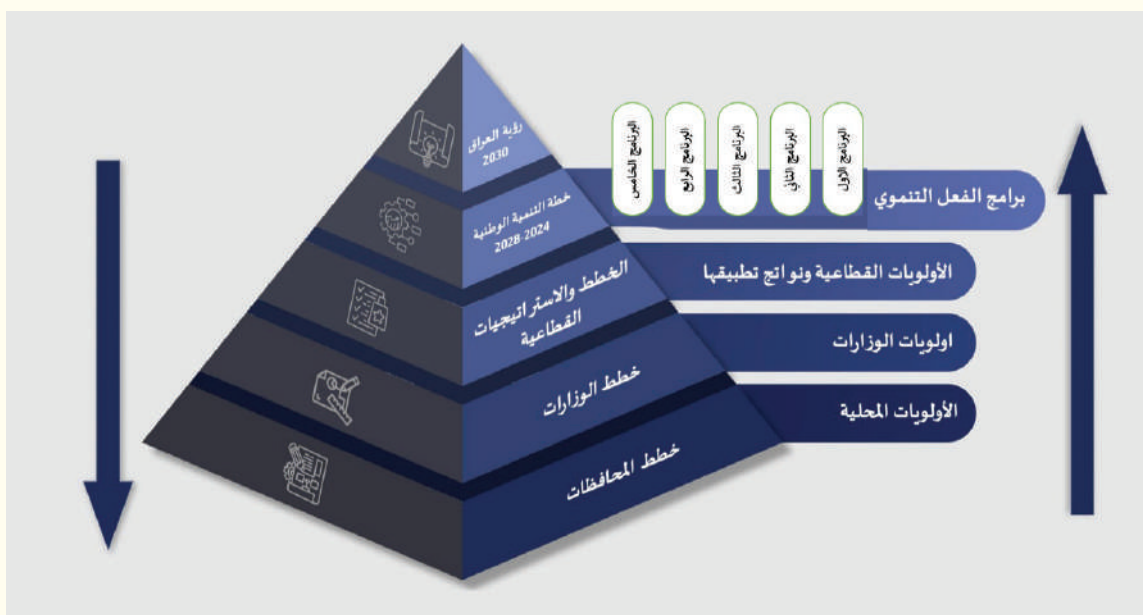 رؤية العراق
2030
خطة التنمية الوطنية
2024-2028
الخطط والاستراتيجيات
القطاعية
خطط الوزارات
خطط المحافظات
البرنامج الاول
البرنامج الثاني
البرنامج الثالث
البرنامج الرابع
البرنامج الخامس
برامج الفعل التنموي
الأولويات القطاعية ونواتج تطبيقها
اولويات الوزارات
الأولويات المحلية